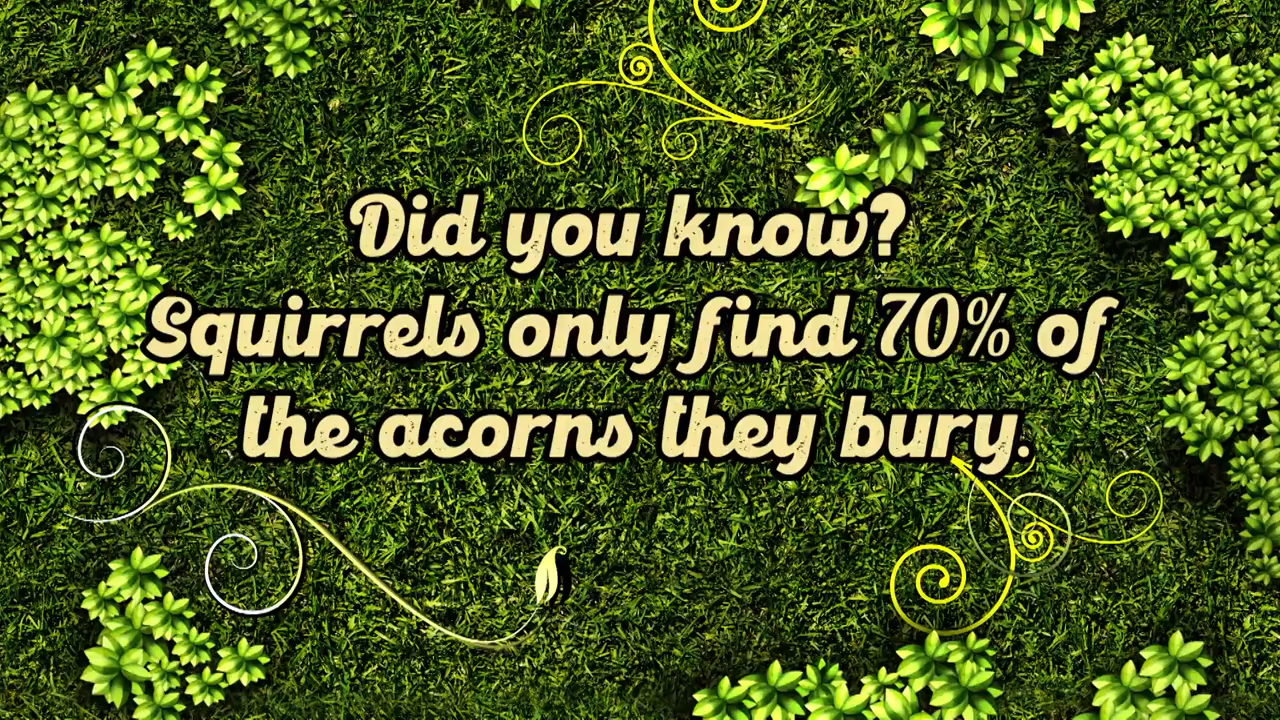 Did you know?
Squirrels only find 70% of
the acorns they bury.